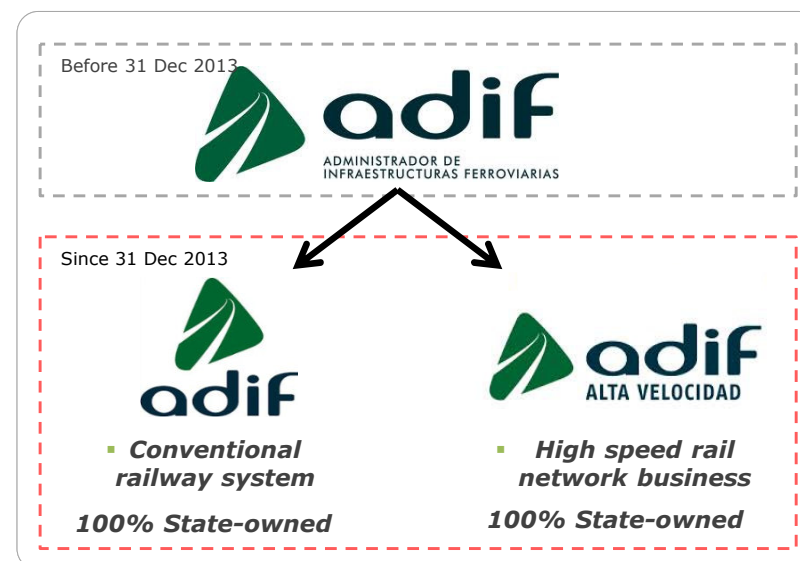 Before 31 Dec 2013
adif
ADMINISTRADOR DE
INFRAESTRUCTURAS FERROVIARIAS
Since 31 Dec 2013
adif
▪ Conventional
railway system
100% State-owned
adif
ALTA VELOCIDAD
▪ High speed rail
network business
100% State-owned